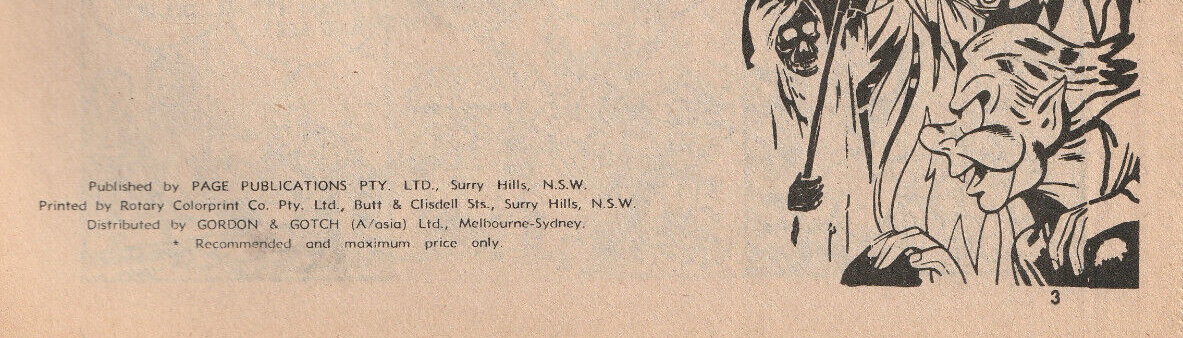 Published by PAGE PUBLICATIONS PTY. LTD., Surry Hills, N.S.W.
Printed by Rotary Colorprint Co. Pty. Ltd., Butt & Clisdell Sts., Surry Hills, N.S.W.
Distributed by GORDON & GOTCH (A/asia) Ltd., Melbourne-Sydney.
* Recommended and maximum price only.
3